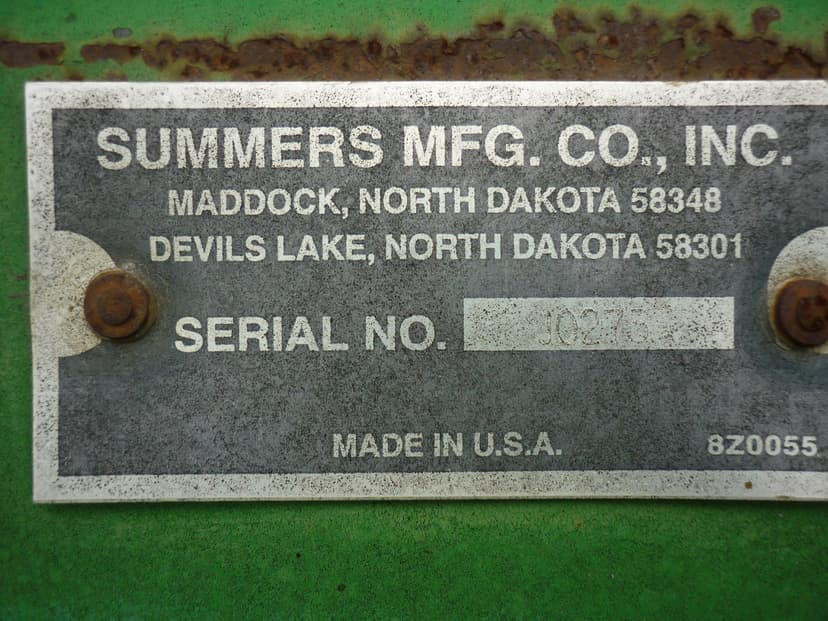 SUMMERS MFG. CO., INC.
MADDOCK, NORTH DAKOTA 58348
DEVILS LAKE, NORTH DAKOTA 58301
SERIAL NO.
MADE IN U.S.A.
8Z0055